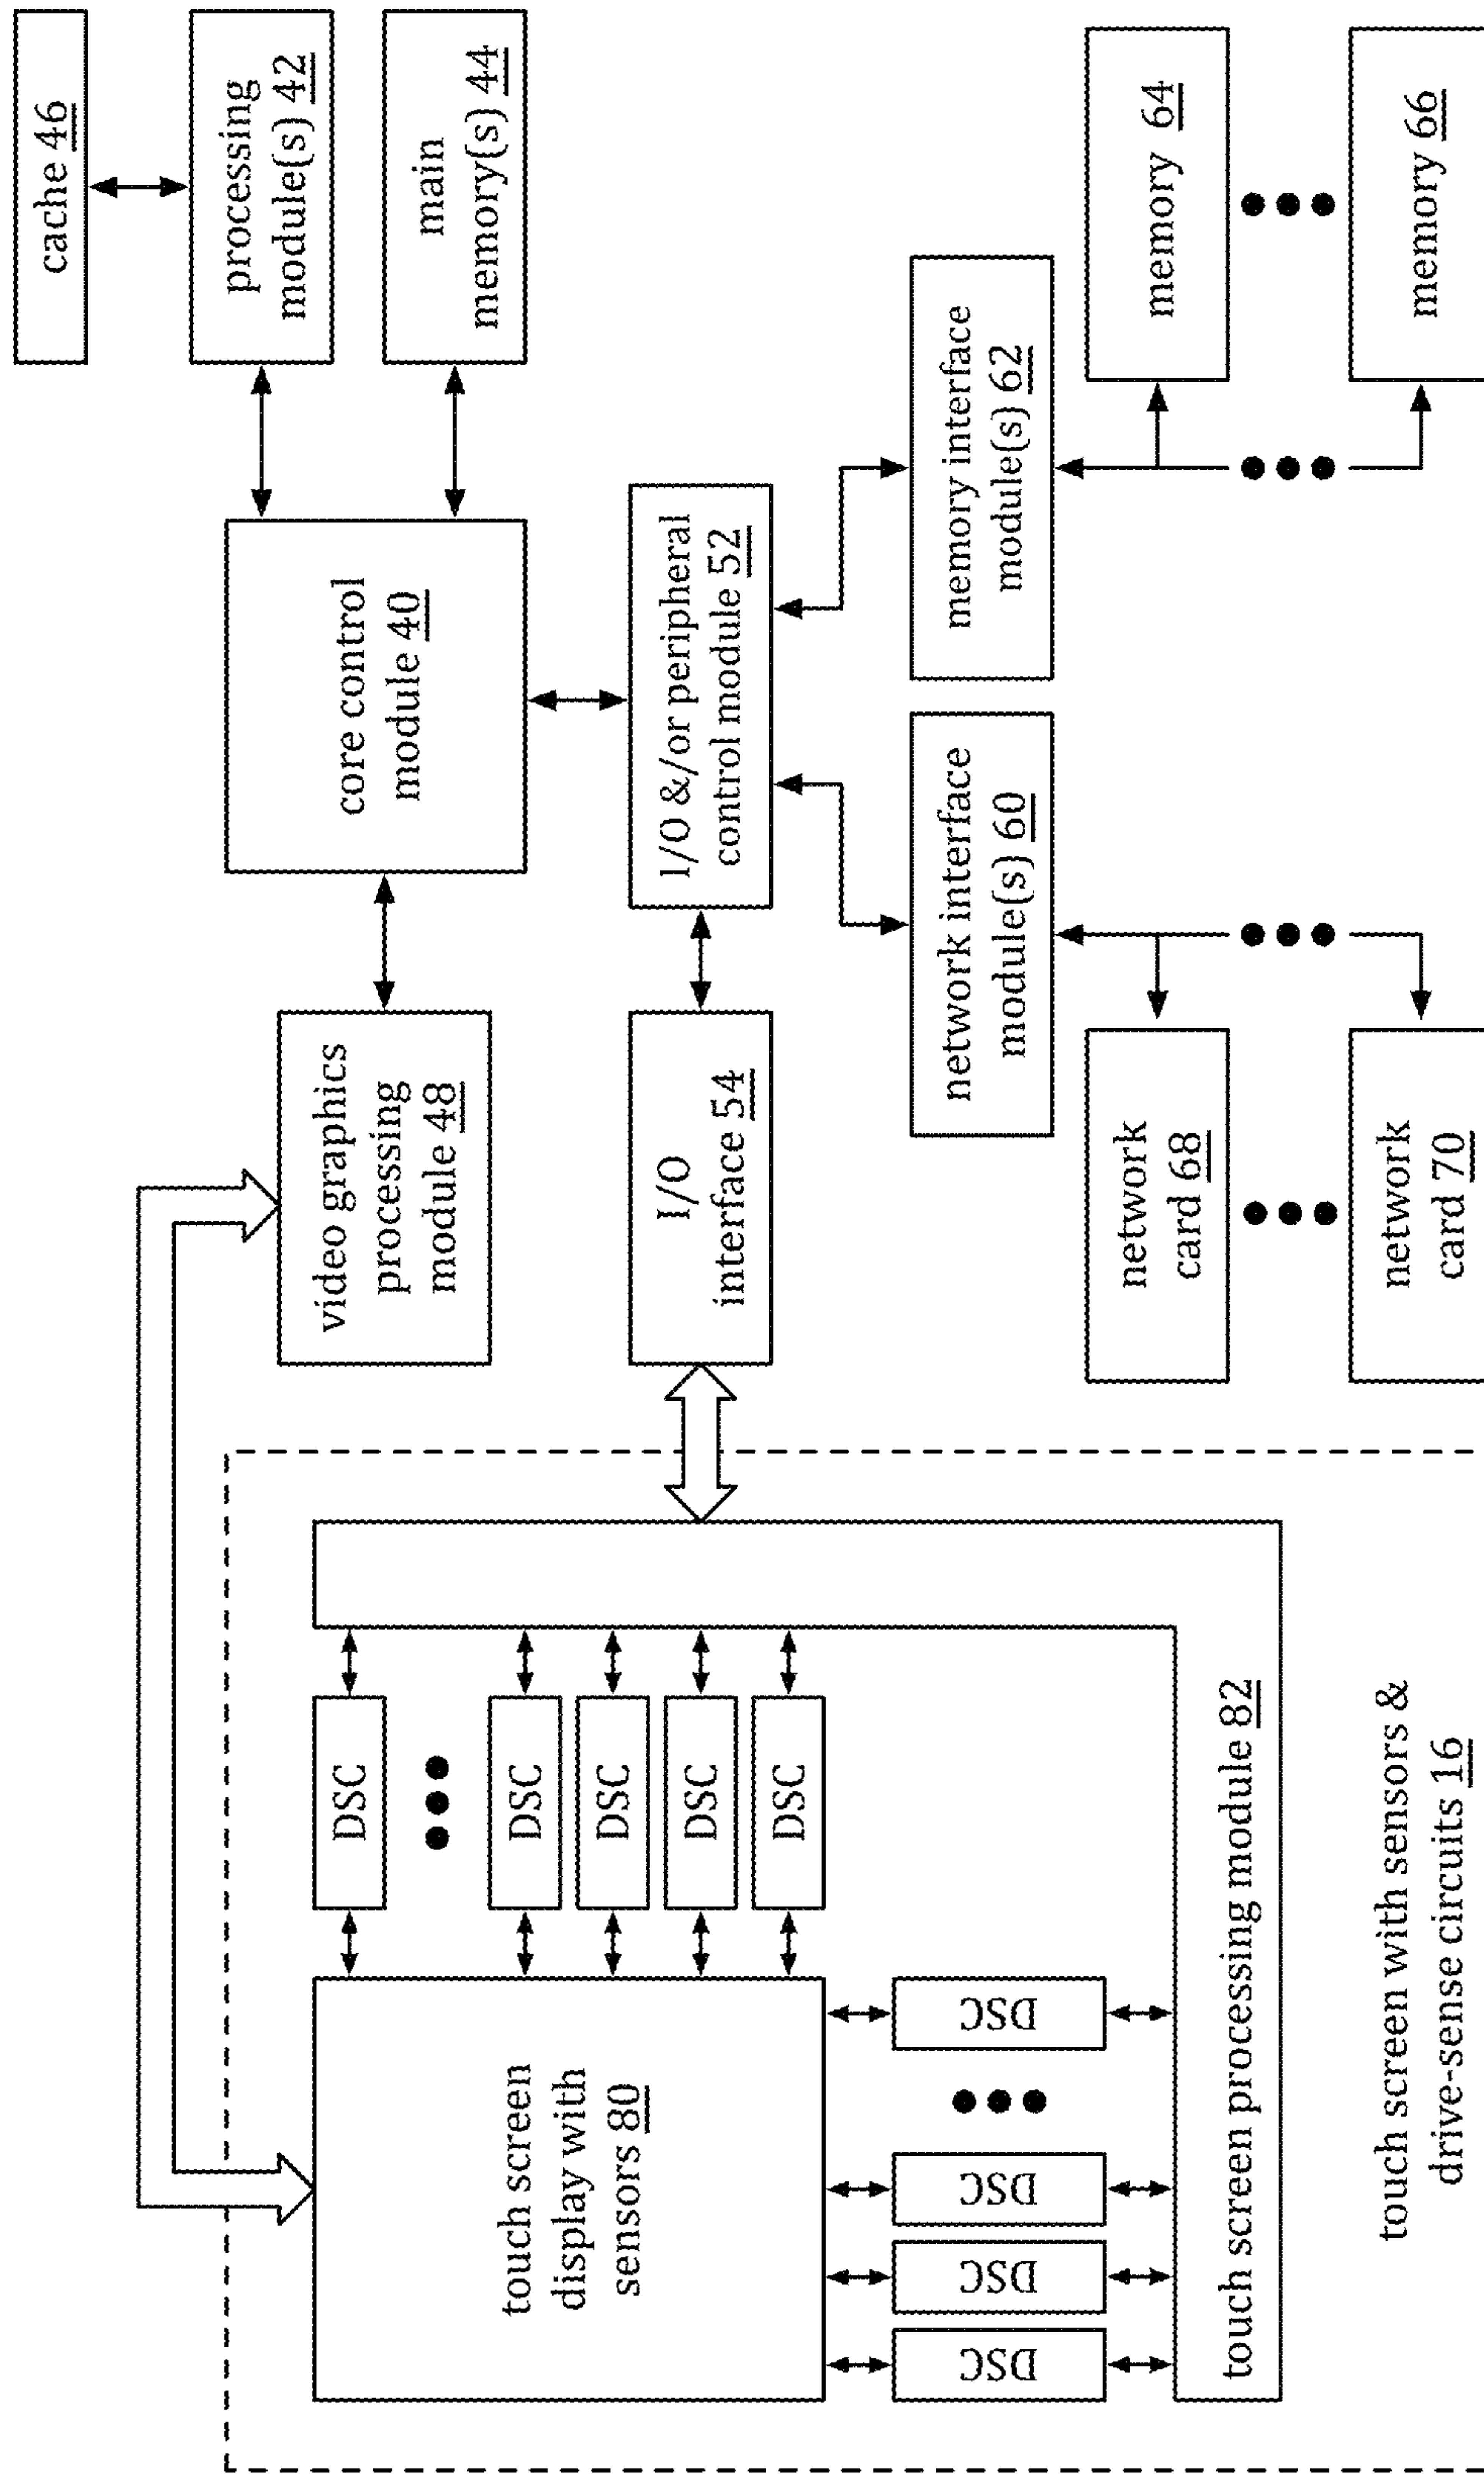 cache 46
processing
module(s) 42
main
memory(s) 44
core control
module 40
video graphics
processing
module 48
I/O &/or peripheral
control module 52
I/O
interface 54
memory interface
module(s) 62
network interface
module(s) 60
memory 64
memory 66
network
card 68
network
card 70
DSC
DSC
DSC
DSC
DSC
touch screen
display with
sensors 80
DSC
DSC
DSC
DSC
touch screen processing module 82
touch screen with sensors &
drive-sense circuits 16